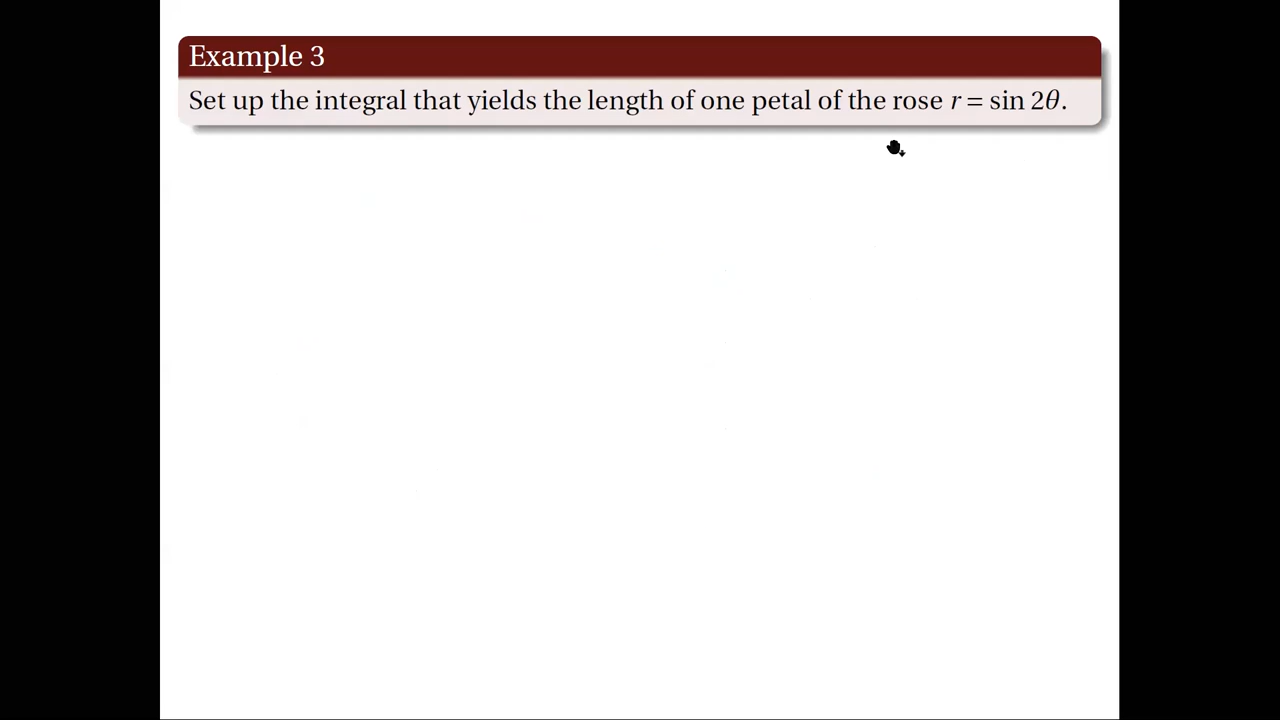 Example 3
Set up the integral that yields the length of one petal of the rose r = sin 2θ.